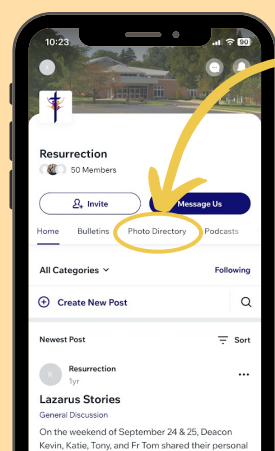 10:23
90
Resurrection
50 Members
Invite
Message Us
Home Bulletins Photo Directory Podcasts
All Categories
Following
Create New Post
Newest Post
Sort
R
Resurrection
1yr
Lazarus Stories
General Discussion
On the weekend of September 24 & 25, Deacon
Kevin, Katie, Tony, and Fr Tom shared their personal